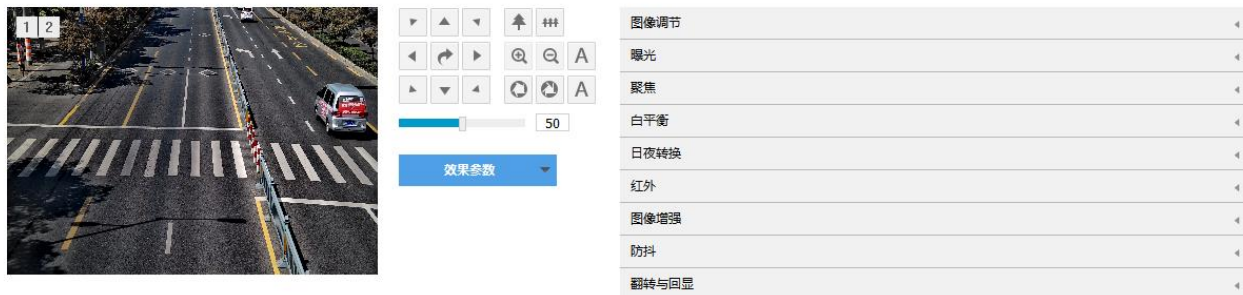 1 2
A
A
50
效果参数
图像调节
曝光
聚焦
白平衡
日夜转换
红外
图像增强
防抖
翻转与回显